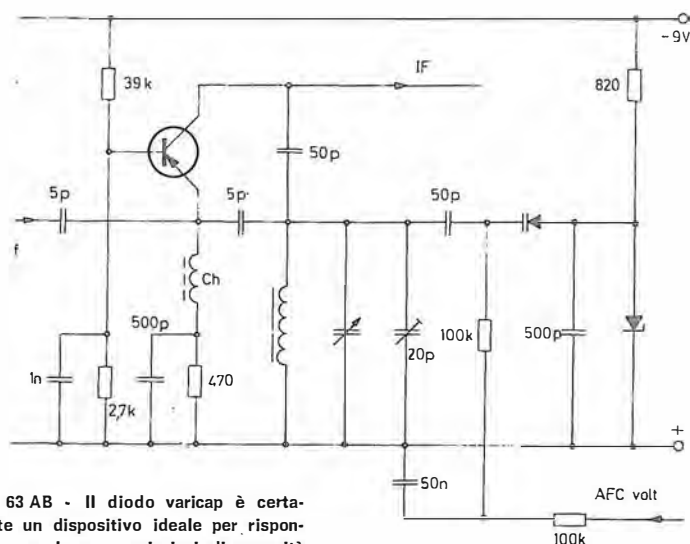 -9V
IF
39k
820
50p
5p
5p
50p
f
Ch
500p
100k
500p
20p
1n
470
2,7k
+
50n
AFC volt
100k
63 AB - Il diodo varicap è certa-
te un dispositivo ideale per rispon-